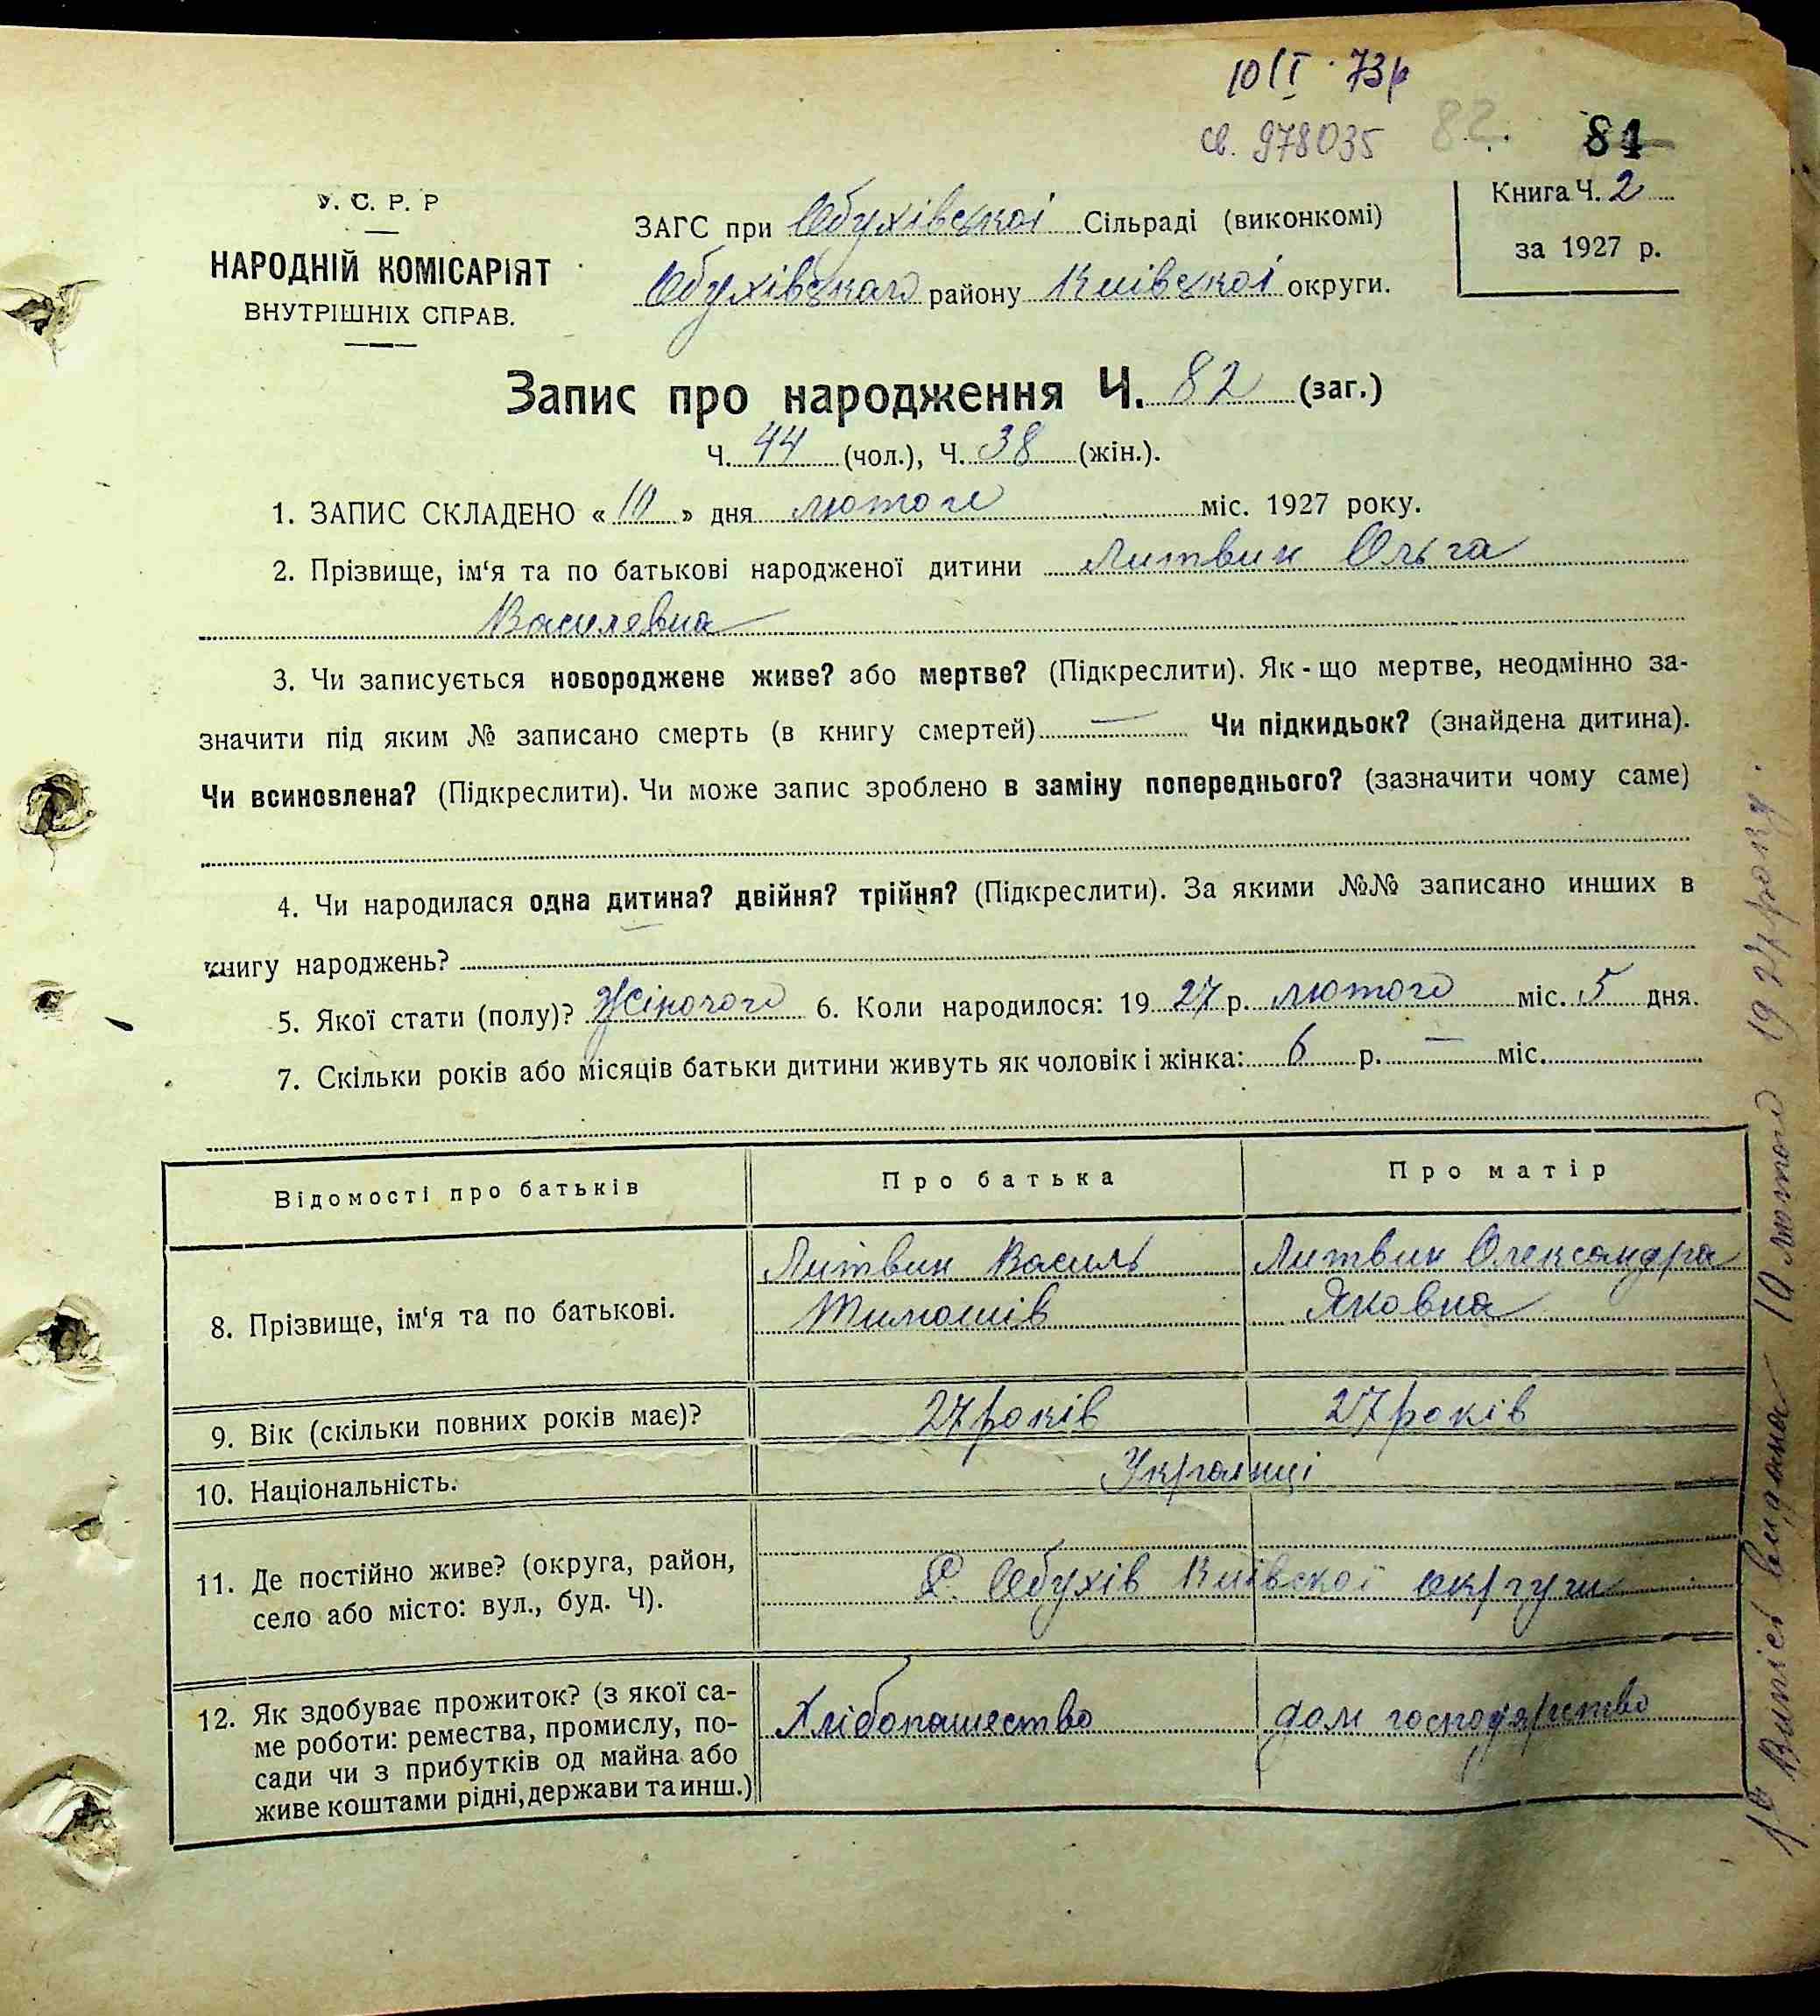 10/I · 73р
св. 978035 82. 81
У. С. Р. Р
НАРОДНІЙ КОМІСАРІЯТ
ВНУТРІШНІХ СПРАВ.
ЗАГС при Обухівській Сільраді (виконкомі)
Обухівського району Київської округи.
Книга Ч. 2
за 1927 р.
Запис про народження Ч. 82 (заг.)
Ч. 44 (чол.), Ч. 38 (жін.).
1. ЗАПИС СКЛАДЕНО « 10 » дня лютого міс. 1927 року.
2. Прізвище, ім‘я та по батькові народженої дитини Литвин Ольга
Василевна
3. Чи записується новороджене живе? або мертве? (Підкреслити). Як - що мертве, неодмінно за-
значити під яким № записано смерть (в книгу смертей) — Чи підкидьок? (знайдена дитина).
Чи всиновлена? (Підкреслити). Чи може запис зроблено в заміну попереднього? (зазначити чому саме)
4. Чи народилася одна дитина? двійня? трійня? (Підкреслити). За якими №№ записано инших в
книгу народжень?
5. Якої стати (полу)? Жіночого 6. Коли народилося: 19 27 р. лютого міс. 5 дня.
7. Скільки років або місяців батьки дитини живуть як чоловік і жінка: 6 р. — міс.
Відомості про батьків Про батька Про матір
8. Прізвище, ім‘я та по батькові.
Литвин Василь
Тимошів
Литвин Олександра
Яковна
9. Вік (скільки повних років має)? 27 років 27 років
10. Національність. Украінці
11. Де постійно живе? (округа, район,
село або місто: вул., буд. Ч).
С. Обухів Київскоі округи
12. Як здобуває прожиток? (з якої са-
ме роботи: ремества, промислу, по-
сади чи з прибутків од майна або
живе коштами рідні, держави та инш.)
Хлібопашество
дом господарство
Випись видана 10 лютого 1927 року.